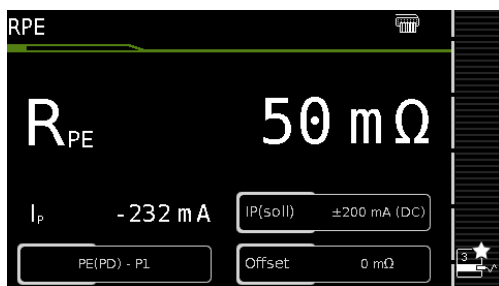 RPE
RPE 50 mΩ
IP -232 mA
IP(soll) ±200 mA (DC)
PE(PD) - P1
Offset 0 mΩ
3